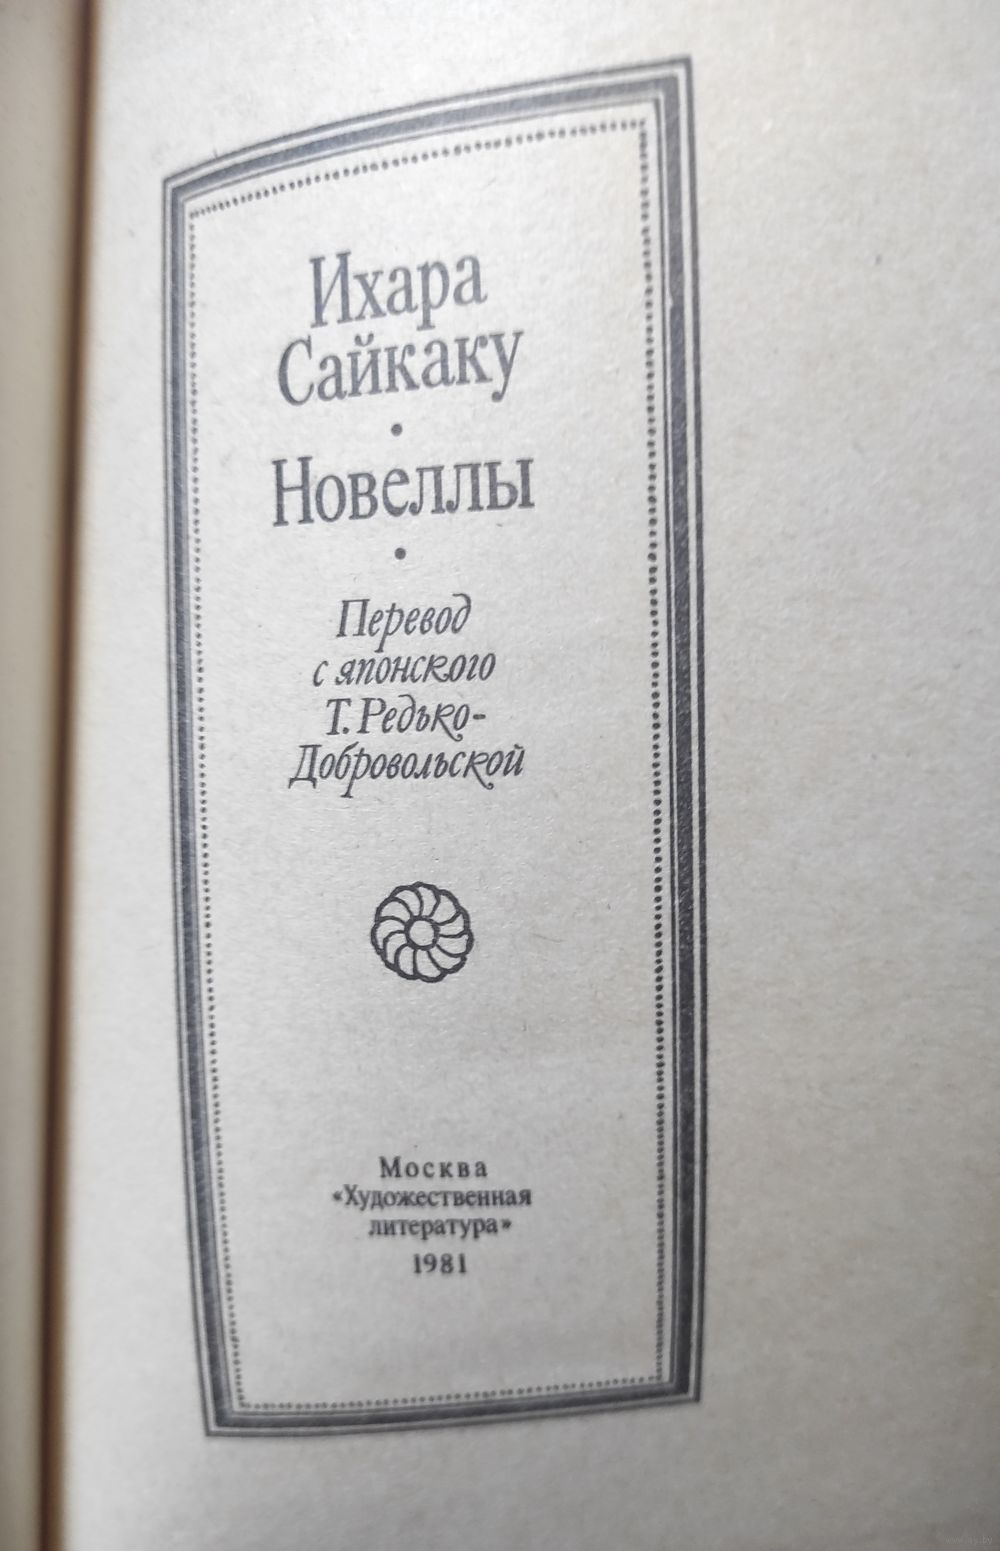 Ихара
Сайкаку
•
Новеллы
•
Перевод
с японского
Т. Редько-
Добровольской
Москва
«Художественная
литература»
1981